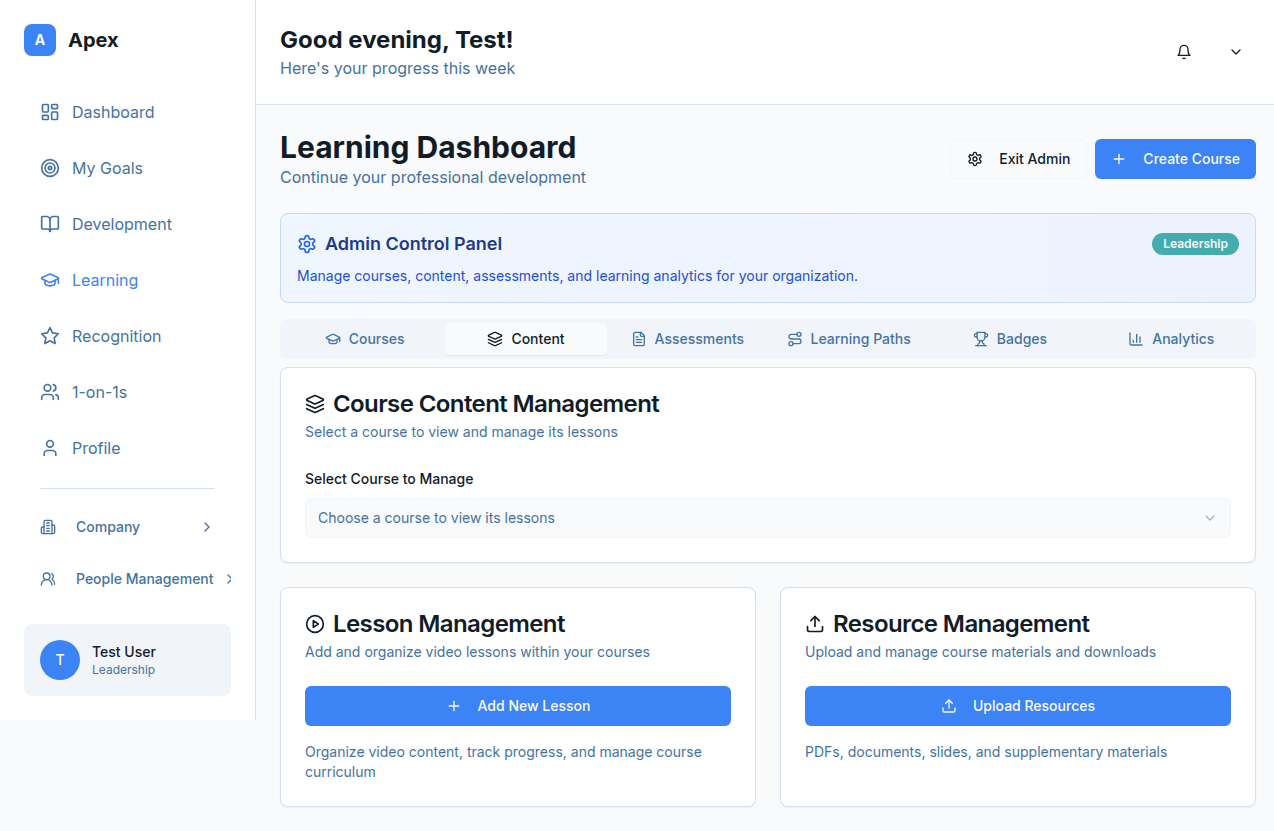 A
Apex
Dashboard
My Goals
Development
Learning
Recognition
1-on-1s
Profile
Company
People Management
T
Test User
Leadership
Good evening, Test!
Here's your progress this week
Learning Dashboard
Continue your professional development
Exit Admin
Create Course
Admin Control Panel
Leadership
Manage courses, content, assessments, and learning analytics for your organization.
Courses
Content
Assessments
Learning Paths
Badges
Analytics
Course Content Management
Select a course to view and manage its lessons
Select Course to Manage
Choose a course to view its lessons
Lesson Management
Add and organize video lessons within your courses
Add New Lesson
Organize video content, track progress, and manage course
curriculum
Resource Management
Upload and manage course materials and downloads
Upload Resources
PDFs, documents, slides, and supplementary materials